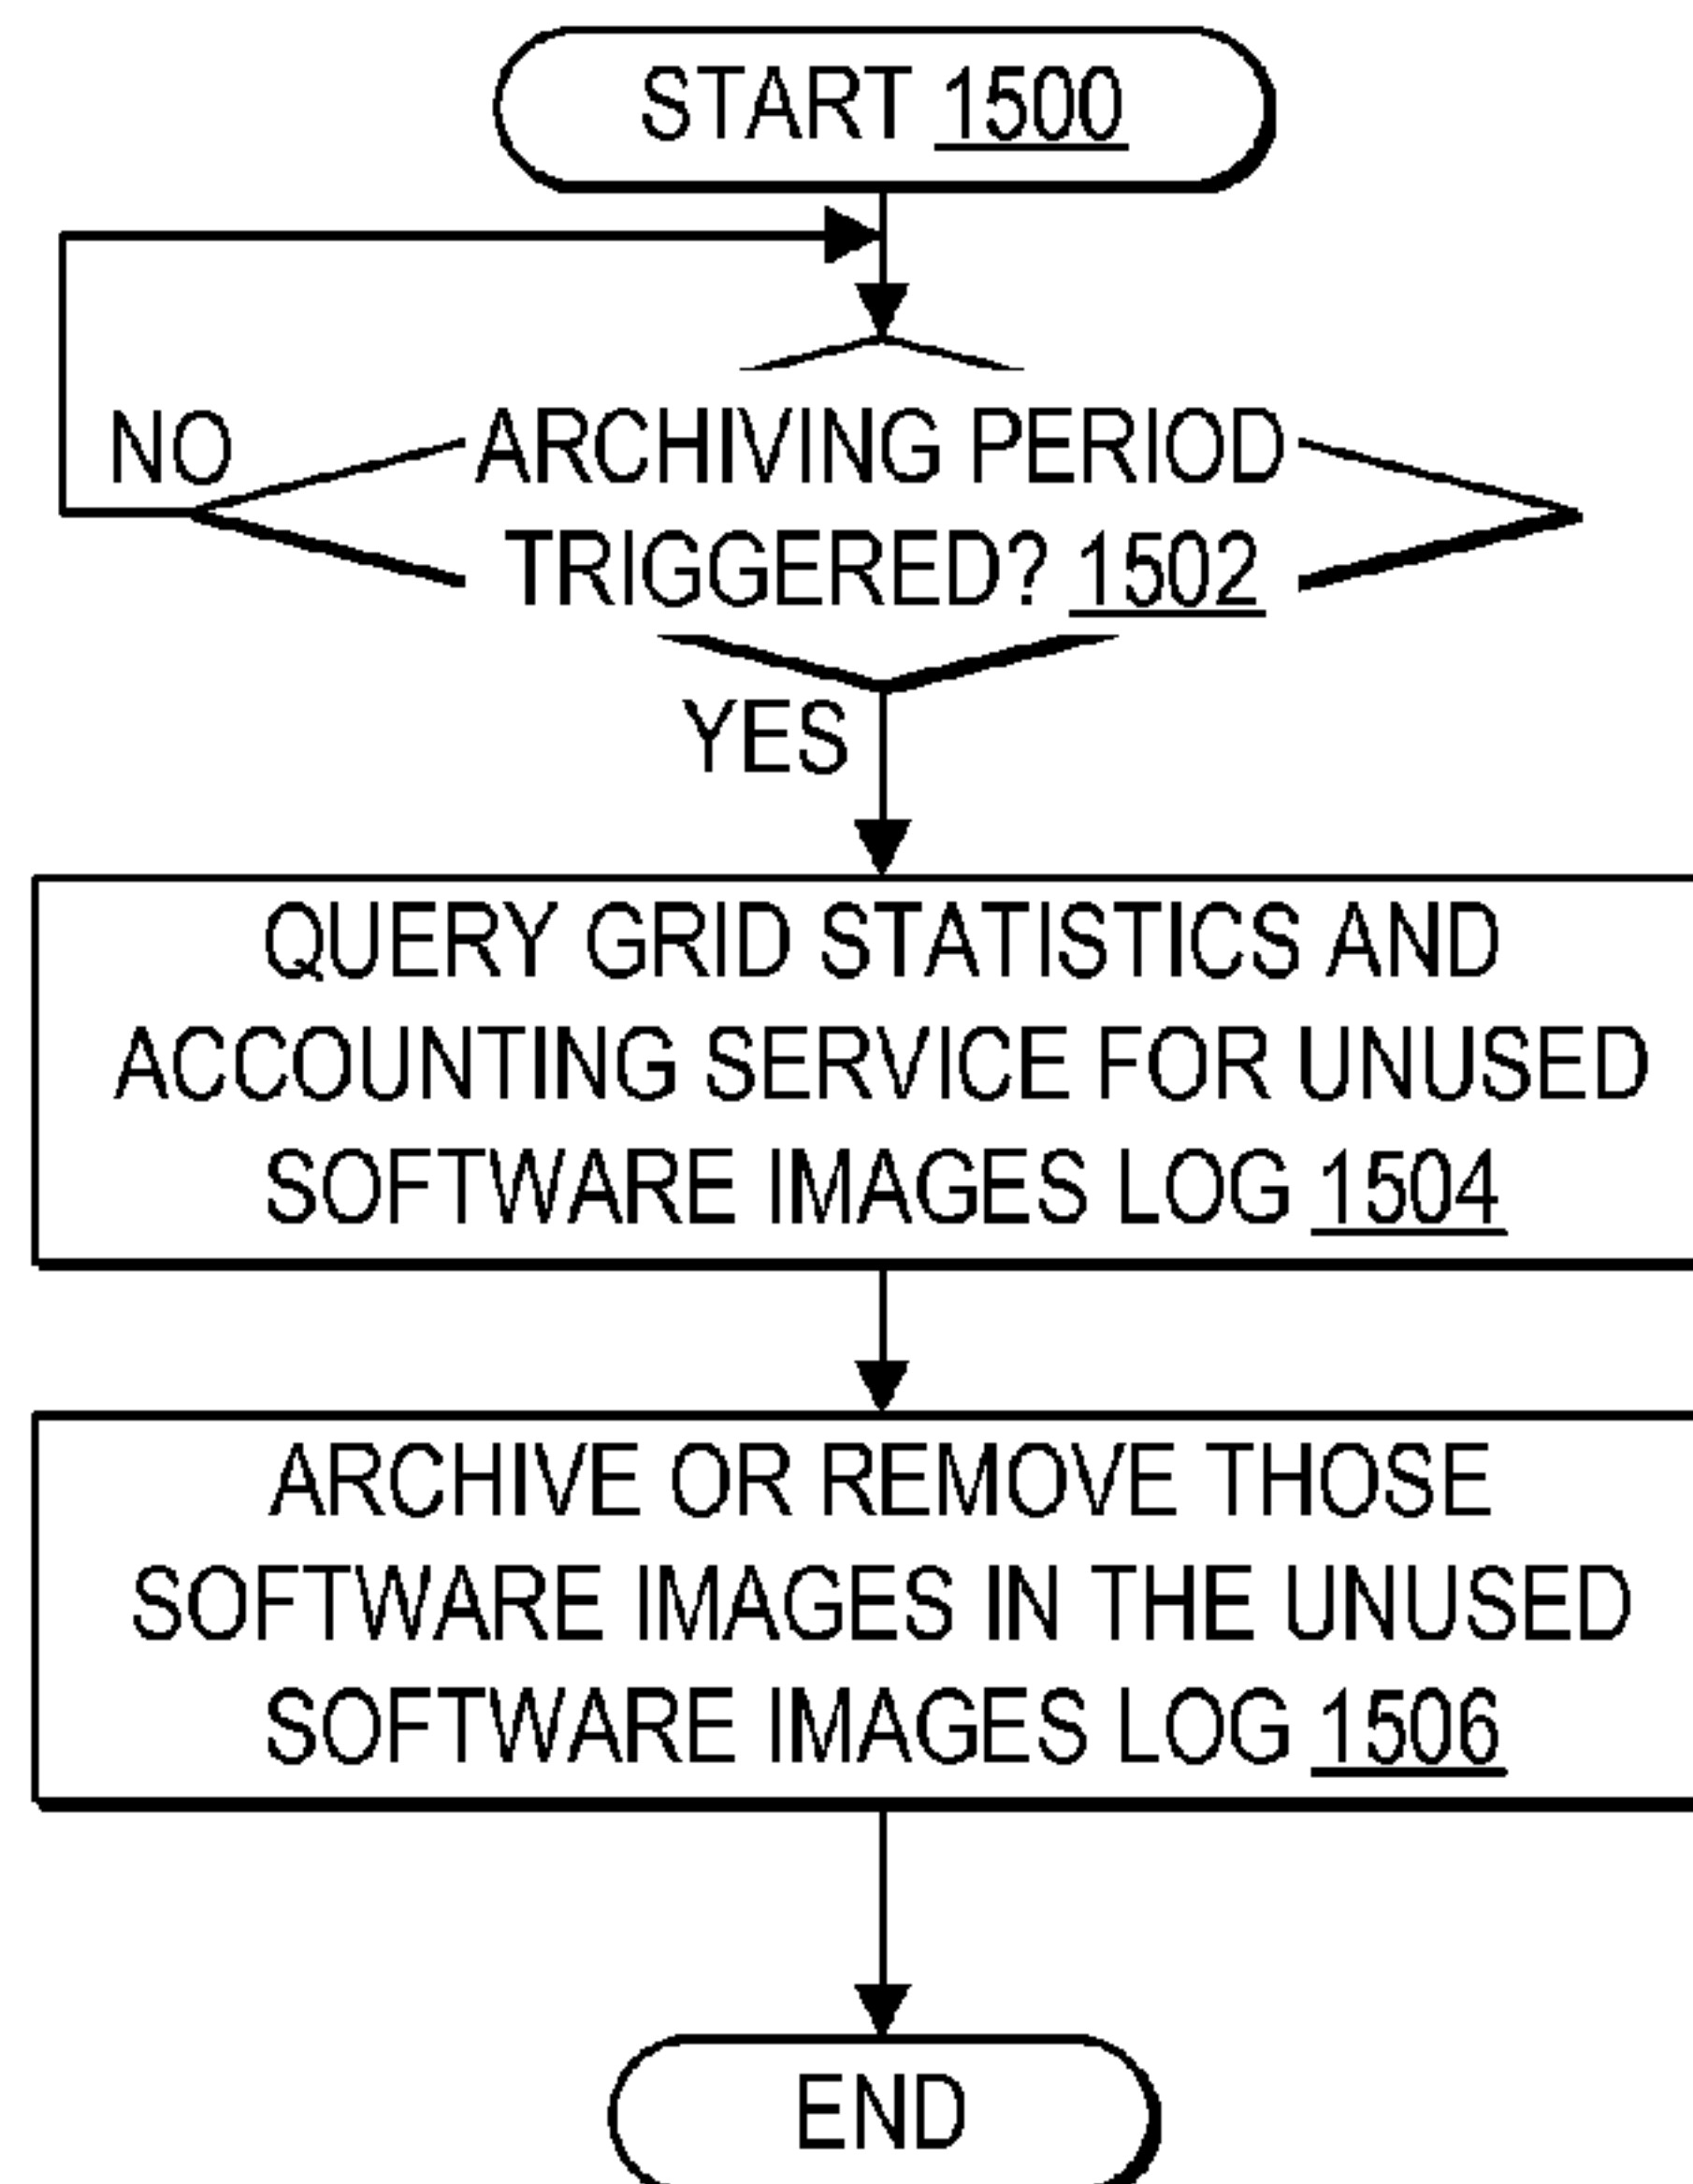 START 1500
NO
ARCHIVING PERIOD
TRIGGERED? 1502
YES
QUERY GRID STATISTICS AND
ACCOUNTING SERVICE FOR UNUSED
SOFTWARE IMAGES LOG 1504
ARCHIVE OR REMOVE THOSE
SOFTWARE IMAGES IN THE UNUSED
SOFTWARE IMAGES LOG 1506
END